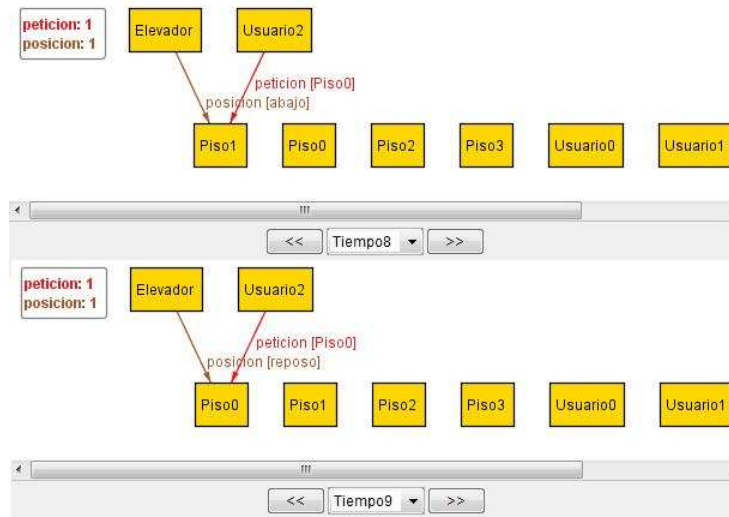 peticion: 1
posicion: 1
Elevador
Usuario2
peticion [Piso0]
posicion [abajo]
Piso1
Piso0
Piso2
Piso3
Usuario0
Usuario1
<<
Tiempo8
>>
peticion: 1
posicion: 1
Elevador
Usuario2
peticion [Piso0]
posicion [reposo]
Piso0
Piso1
Piso2
Piso3
Usuario0
Usuario1
<<
Tiempo9
>>